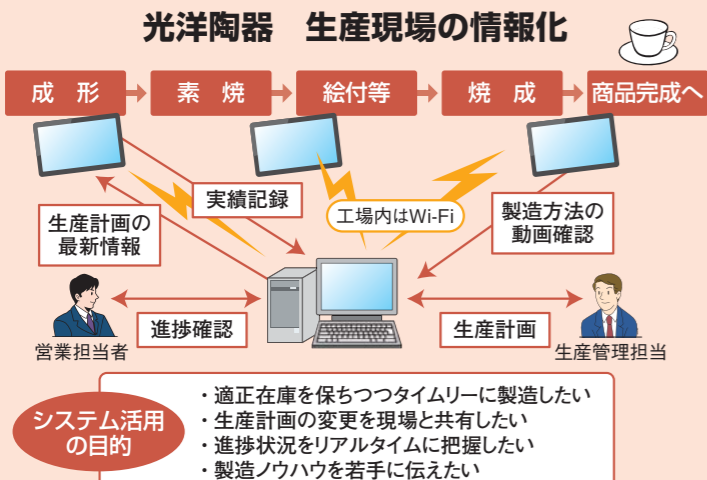 光洋陶器　生産現場の情報化
成　形
素　焼
絵付等
焼　成
商品完成へ
実績記録
工場内はWi-Fi
製造方法の
動画確認
生産計画の
最新情報
進捗確認
生産計画
営業担当者
生産管理担当
システム活用
の目的
・適正在庫を保ちつつタイムリーに製造したい
・生産計画の変更を現場と共有したい
・進捗状況をリアルタイムに把握したい
・製造ノウハウを若手に伝えたい